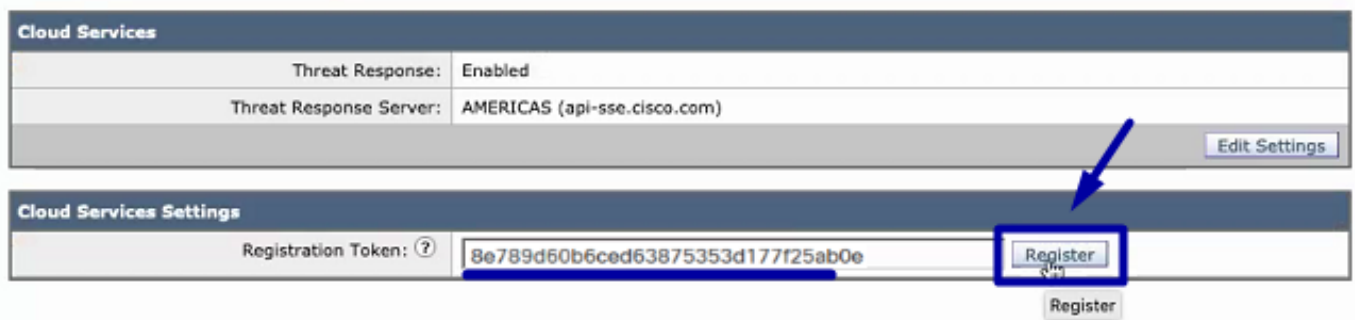 Cloud Services
Threat Response: Enabled
Threat Response Server: AMERICAS (api-sse.cisco.com)
Edit Settings
Cloud Services Settings
Registration Token: ? 8e789d60b6ced63875353d177f25ab0e Register
Register